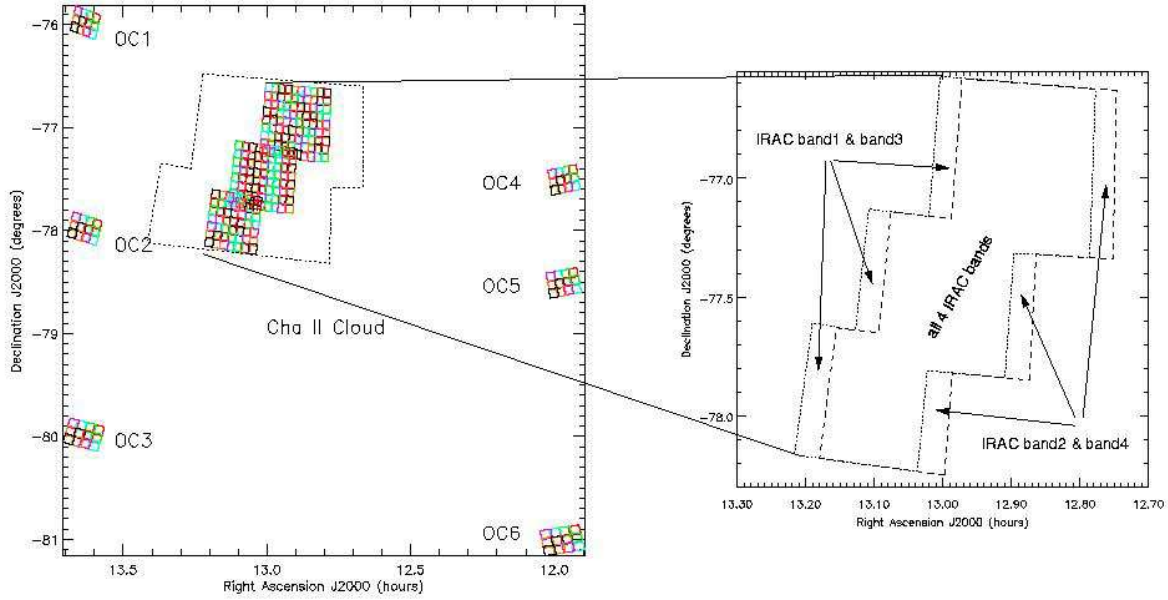 -76
-77
-78
-79
-80
-81
Declination J2000 (degrees)
OC1
OC2
OC3
OC4
OC5
OC6
Cha II Cloud
13.5
13.0
12.5
12.0
Right Ascension J2000 (hours)
-77.0
-77.5
-78.0
Declination J2000 (degrees)
IRAC band1 & band3
all 4 IRAC bands
IRAC band2 & band4
13.30
13.20
13.10
13.00
12.90
12.80
12.70
Right Ascension J2000 (hours)